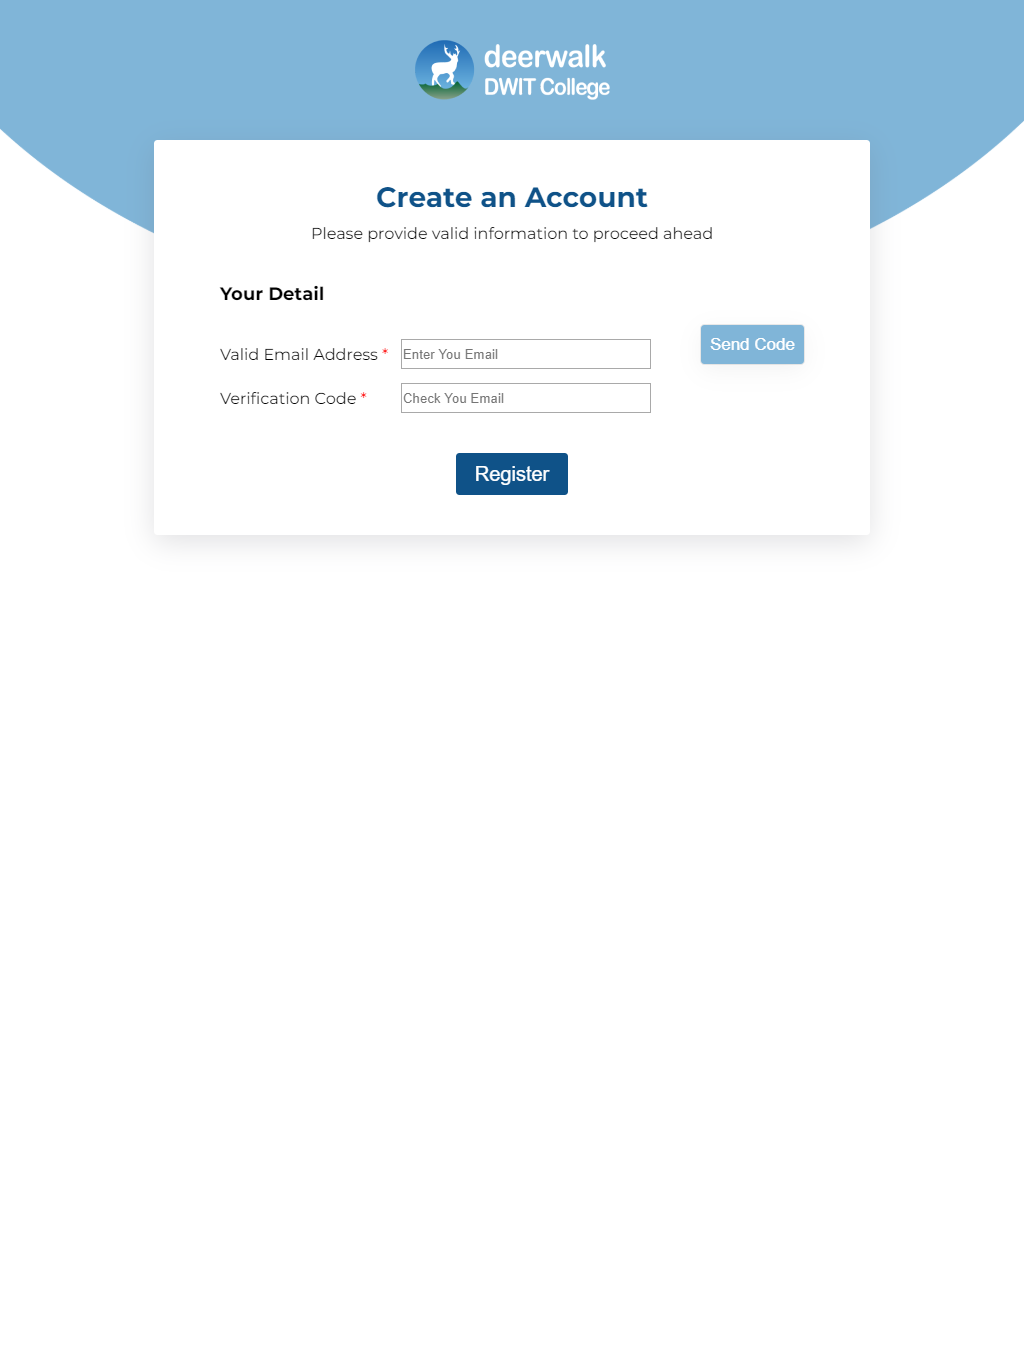 deerwalk
DWIT College
Create an Account
Please provide valid information to proceed ahead
Your Detail
Valid Email Address * Enter You Email Send Code
Verification Code * Check You Email
Register